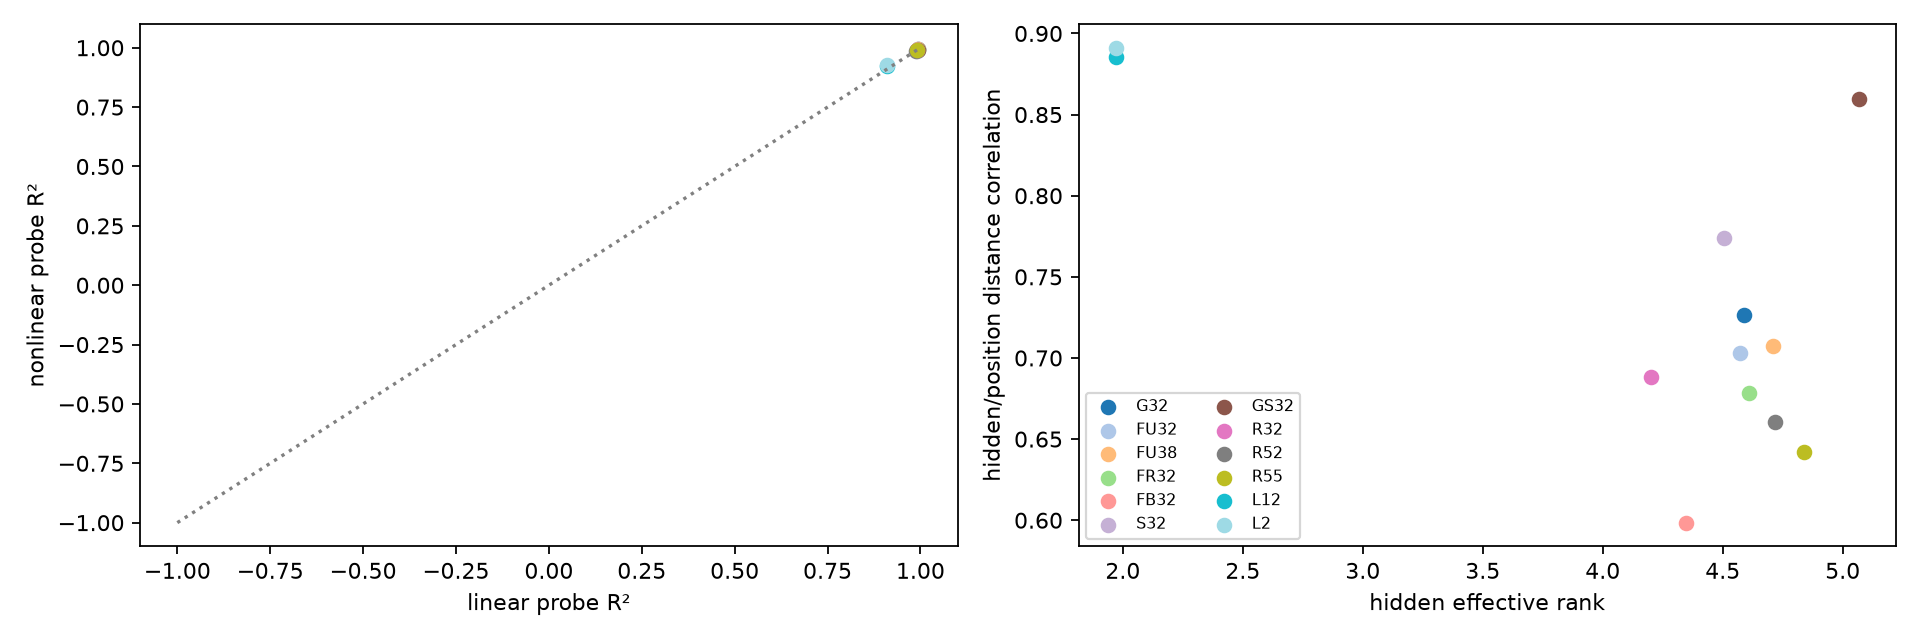 1.00
0.75
0.50
0.25
0.00
−0.25
−0.50
−0.75
−1.00
nonlinear probe R²
−1.00 −0.75 −0.50 −0.25 0.00 0.25 0.50 0.75 1.00
linear probe R²
0.90
0.85
0.80
0.75
0.70
0.65
0.60
hidden/position distance correlation
G32 GS32
FU32 R32
FU38 R52
FR32 R55
FB32 L12
S32 L2
2.0 2.5 3.0 3.5 4.0 4.5 5.0
hidden effective rank